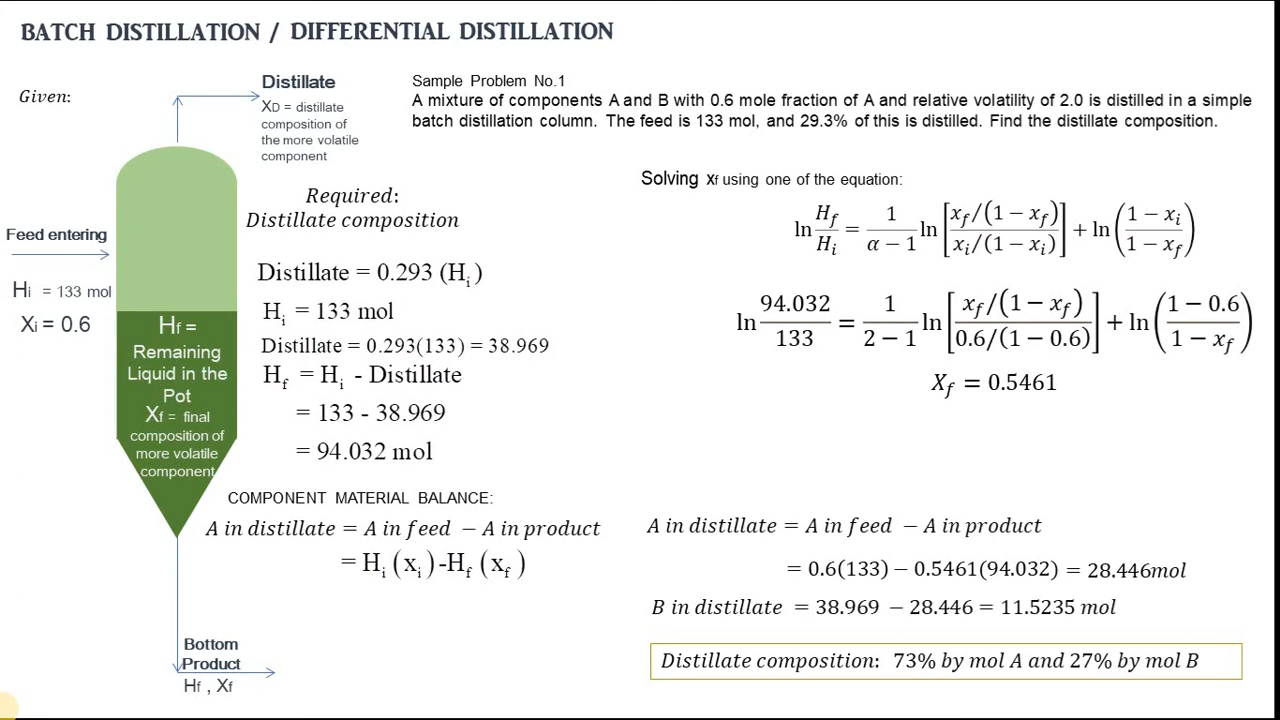 BATCH DISTILLATION / DIFFERENTIAL DISTILLATION
Given:
Distillate
XD = distillate
composition of
the more volatile
component
Sample Problem No.1
A mixture of components A and B with 0.6 mole fraction of A and relative volatility of 2.0 is distilled in a simple
batch distillation column. The feed is 133 mol, and 29.3% of this is distilled. Find the distillate composition.
Required:
Distillate composition
Feed entering
Hi = 133 mol
Xi = 0.6
Hf =
Remaining
Liquid in the
Pot
Xf = final
composition of
more volatile
component
Distillate = 0.293 (Hi)
Hi = 133 mol
Distillate = 0.293(133) = 38.969
Hf = Hi - Distillate
= 133 - 38.969
= 94.032 mol
COMPONENT MATERIAL BALANCE:
A in distillate = A in feed − A in product
= Hi (xi) -Hf (xf)
Bottom
Product
Hf , Xf
Solving xf using one of the equation:
ln Hf/Hi = 1/(α − 1) ln [xf/(1 − xf) / xi/(1 − xi)] + ln ((1 − xi)/(1 − xf))
ln 94.032/133 = 1/(2 − 1) ln [xf/(1 − xf) / 0.6/(1 − 0.6)] + ln ((1 − 0.6)/(1 − xf))
Xf = 0.5461
A in distillate = A in feed − A in product
= 0.6(133) − 0.5461(94.032) = 28.446mol
B in distillate = 38.969 − 28.446 = 11.5235 mol
Distillate composition: 73% by mol A and 27% by mol B